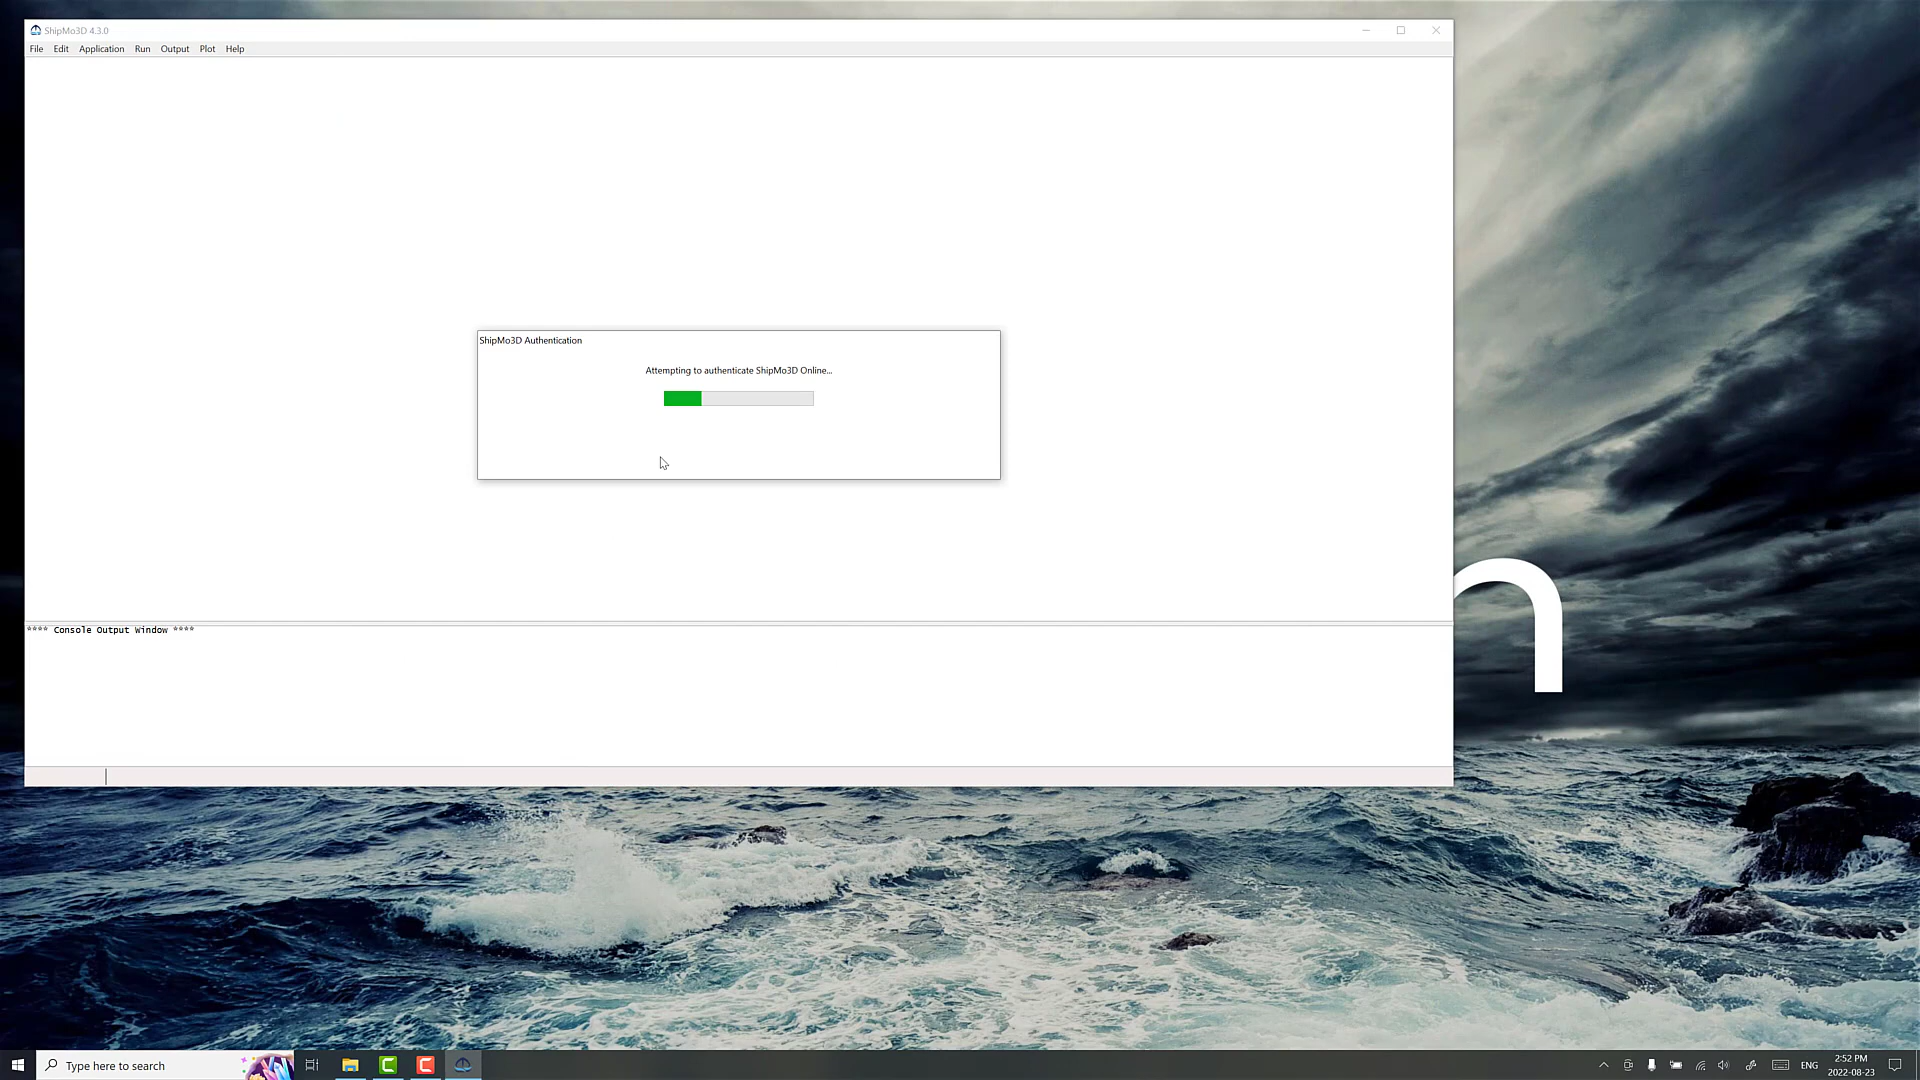 ShipMo3D 4.3.0
File Edit Application Run Output Plot Help
ShipMo3D Authentication
Attempting to authenticate ShipMo3D Online...
n
**** Console Output Window ****
Type here to search
ENG
2:52 PM
2022-08-23